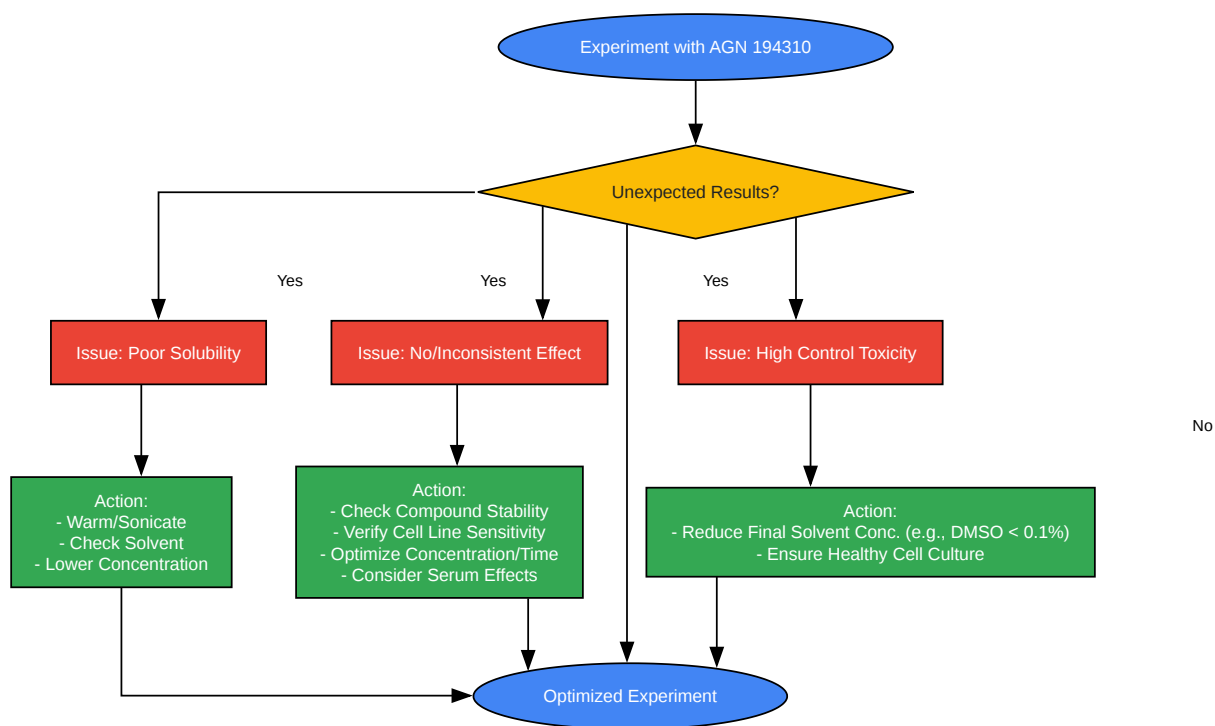 Experiment with AGN 194310
Unexpected Results?
Yes
Yes
Yes
Issue: Poor Solubility
Issue: No/Inconsistent Effect
Issue: High Control Toxicity
No
Action:
- Warm/Sonicate
- Check Solvent
- Lower Concentration
Action:
- Check Compound Stability
- Verify Cell Line Sensitivity
- Optimize Concentration/Time
- Consider Serum Effects
Action:
- Reduce Final Solvent Conc. (e.g., DMSO < 0.1%)
- Ensure Healthy Cell Culture
Optimized Experiment